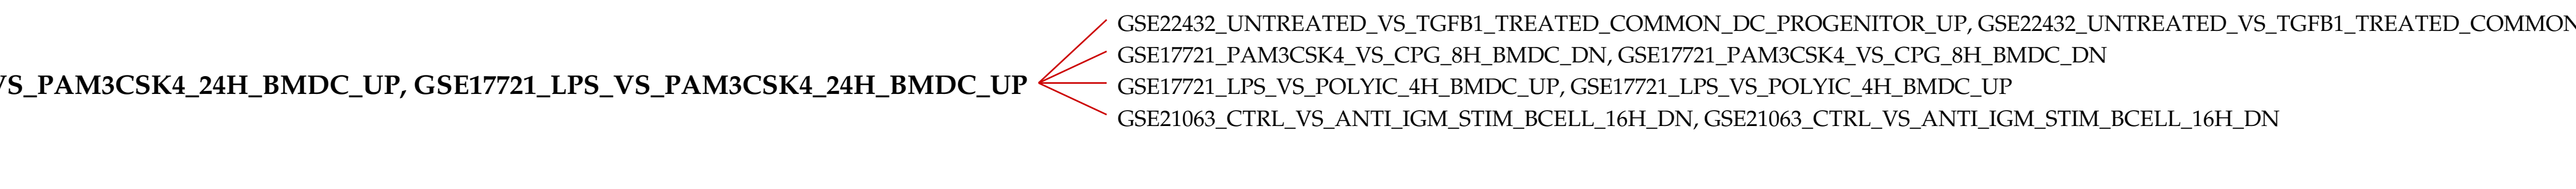 GSE22432_UNTREATED_VS_TGFB1_TREATED_COMMON_DC_PROGENITOR_UP, GSE22432_UNTREATED_VS_TGFB1_TREATED_COMMON
GSE17721_PAM3CSK4_VS_CPG_8H_BMDC_DN, GSE17721_PAM3CSK4_VS_CPG_8H_BMDC_DN
VS_PAM3CSK4_24H_BMDC_UP, GSE17721_LPS_VS_PAM3CSK4_24H_BMDC_UP
GSE17721_LPS_VS_POLYIC_4H_BMDC_UP, GSE17721_LPS_VS_POLYIC_4H_BMDC_UP
GSE21063_CTRL_VS_ANTI_IGM_STIM_BCELL_16H_DN, GSE21063_CTRL_VS_ANTI_IGM_STIM_BCELL_16H_DN